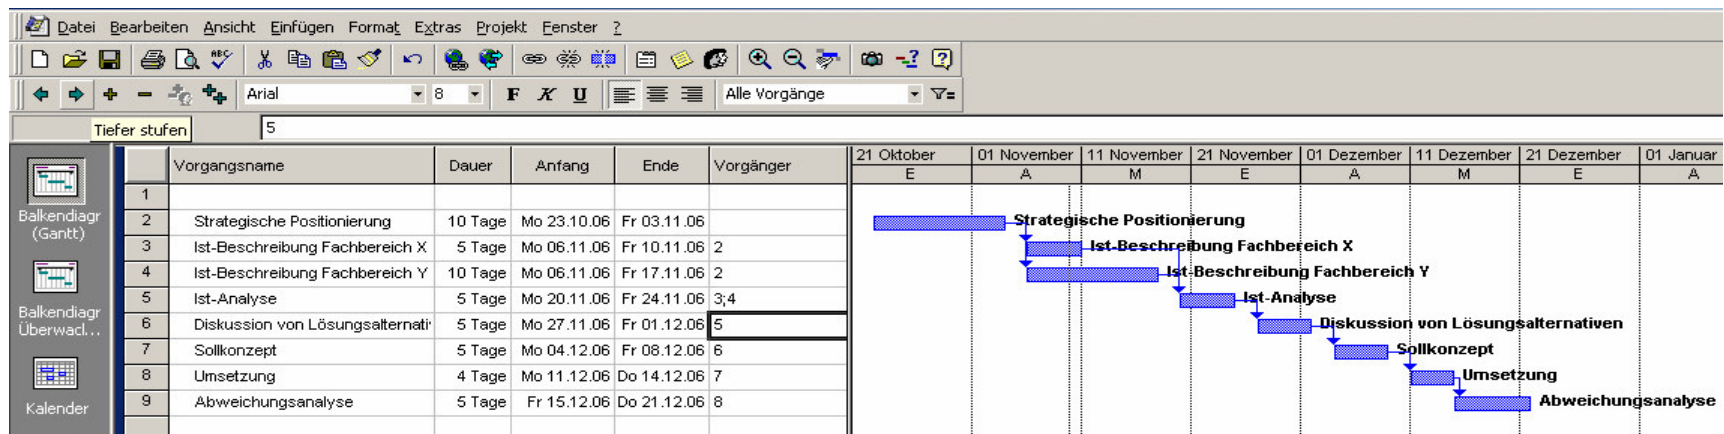 Datei Bearbeiten Ansicht Einfügen Format Extras Projekt Fenster ?
ABC
Arial 8 F K U Alle Vorgänge
Tiefer stufen 5
Vorgangsname Dauer Anfang Ende Vorgänger 21 Oktober 01 November 11 November 21 November 01 Dezember 11 Dezember 21 Dezember 01 Januar
E A M E A M E A
1
2 Strategische Positionierung 10 Tage Mo 23.10.06 Fr 03.11.06 Strategische Positionierung
3 Ist-Beschreibung Fachbereich X 5 Tage Mo 06.11.06 Fr 10.11.06 2 Ist-Beschreibung Fachbereich X
4 Ist-Beschreibung Fachbereich Y 10 Tage Mo 06.11.06 Fr 17.11.06 2 Ist-Beschreibung Fachbereich Y
5 Ist-Analyse 5 Tage Mo 20.11.06 Fr 24.11.06 3;4 Ist-Analyse
6 Diskussion von Lösungsalternati 5 Tage Mo 27.11.06 Fr 01.12.06 5 Diskussion von Lösungsalternativen
7 Sollkonzept 5 Tage Mo 04.12.06 Fr 08.12.06 6 Sollkonzept
8 Umsetzung 4 Tage Mo 11.12.06 Do 14.12.06 7 Umsetzung
9 Abweichungsanalyse 5 Tage Fr 15.12.06 Do 21.12.06 8 Abweichungsanalyse
Balkendiagr
(Gantt)
Balkendiagr
Überwacl...
Kalender